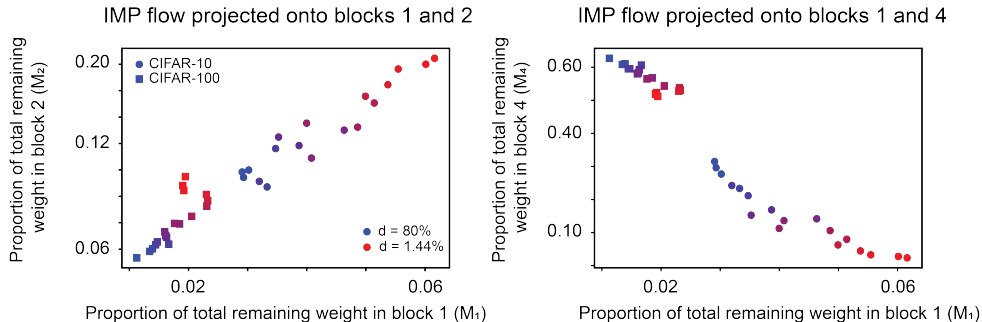 IMP flow projected onto blocks 1 and 2
Proportion of total remaining
weight in block 2 (M₂)
0.20
0.12
0.06
CIFAR-10
CIFAR-100
d = 80%
d = 1.44%
0.02
0.06
Proportion of total remaining weight in block 1 (M₁)
IMP flow projected onto blocks 1 and 4
Proportion of total remaining
weight in block 4 (M₄)
0.60
0.40
0.10
0.02
0.06
Proportion of total remaining weight in block 1 (M₁)